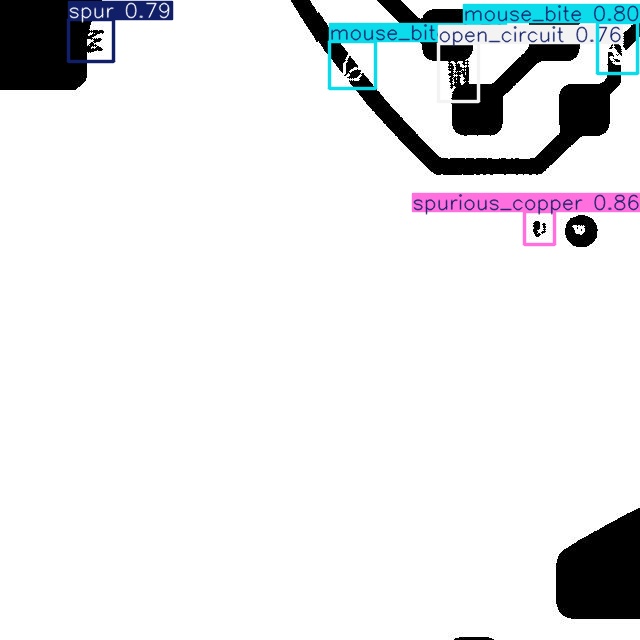 spur 0.79
mouse_bite 0.80
mouse_bit
open_circuit 0.76
spurious_copper 0.86